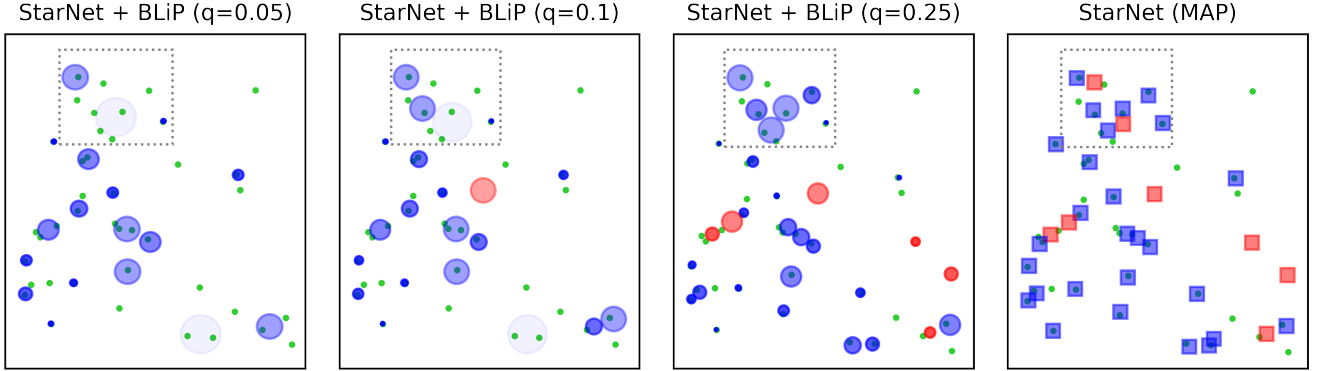 StarNet + BLiP (q=0.05)
StarNet + BLiP (q=0.1)
StarNet + BLiP (q=0.25)
StarNet (MAP)